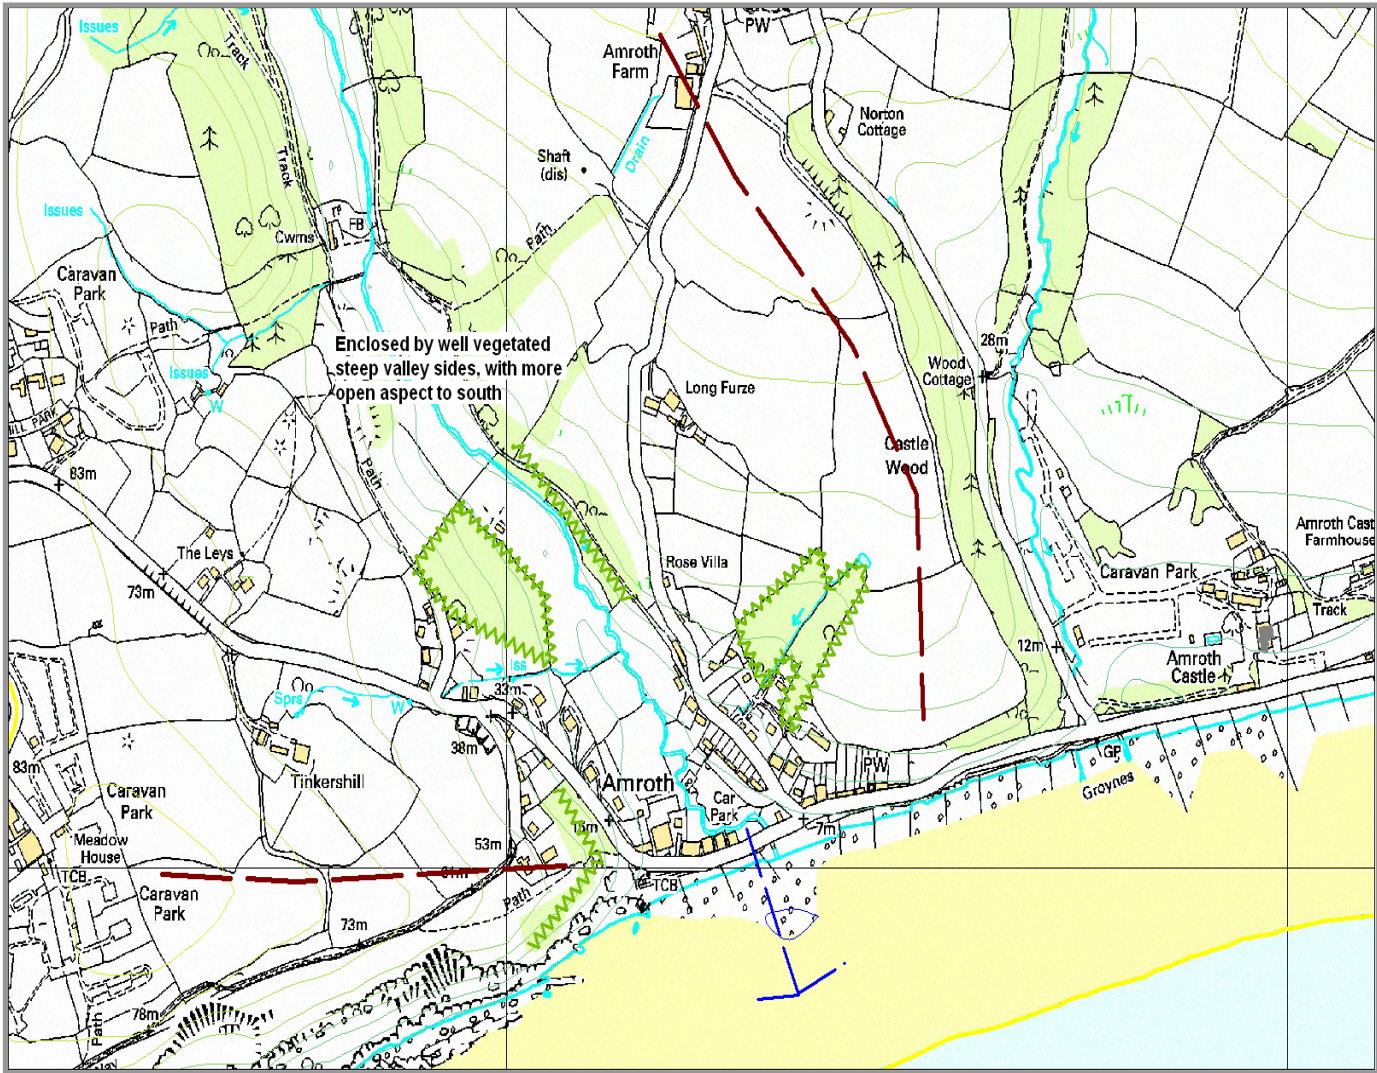 Issues
Track
Amroth
Farm
PW
Norton
Cottage
Shaft
(dis)
Drain
Track
Issues
FB
Cwms
Path
Caravan
Park
Path
Issues
W
Enclosed by well vegetated
steep valley sides, with more
open aspect to south
28m
Wood
Cottage
Long Furze
HILL PARK
83m
Path
Castle
Wood
The Leys
73m
Rose Villa
Amroth Cast
Farmhouse
Caravan Park
Track
12m
Amroth
Castle
Iss
33m
Sprs
W
38m
83m
Tinkershill
Amroth
PW
GP
Groynes
Caravan
Park
Car
Park
15m
7m
Meadow
House
53m
TCB
61m
TCB
Caravan
Park
Path
73m
78m
Path